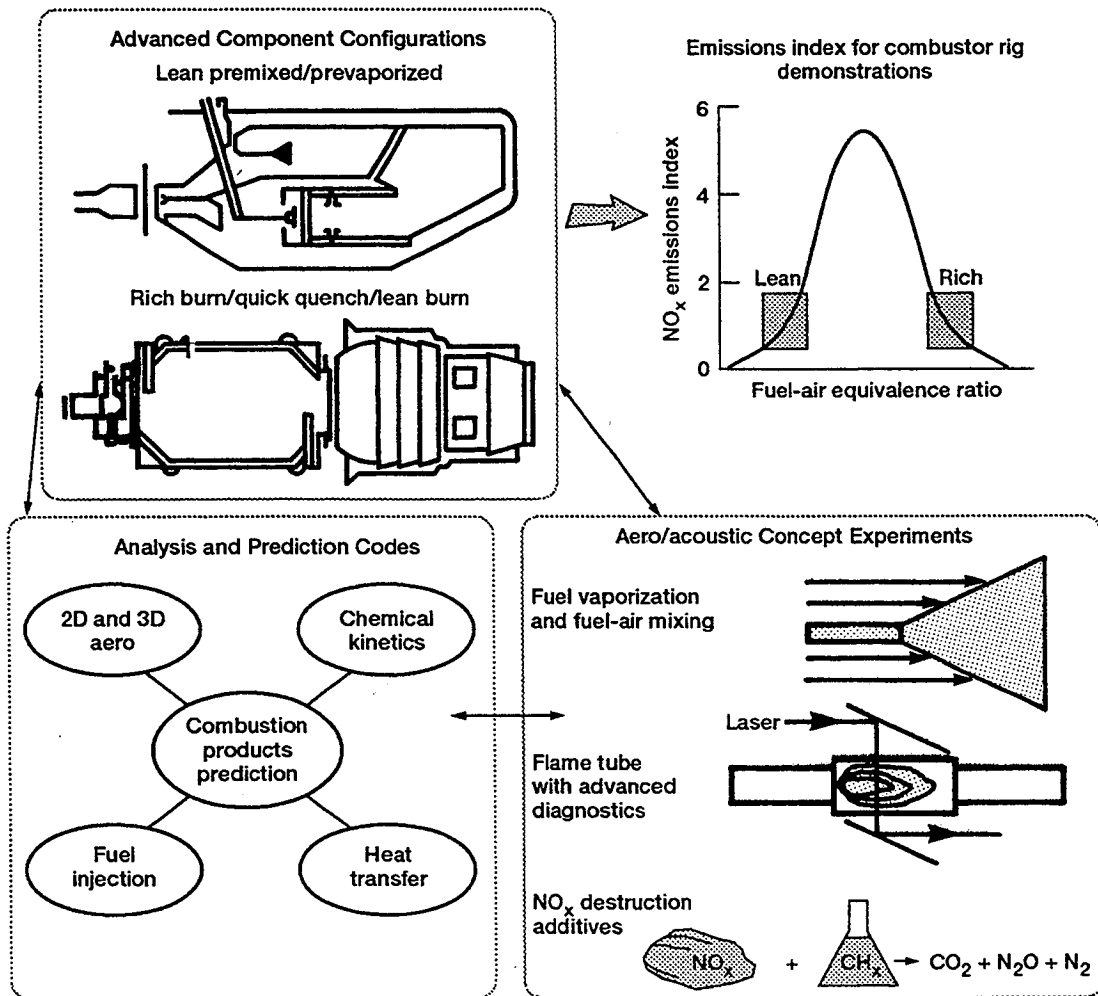 Advanced Component Configurations
Lean premixed/prevaporized
Rich burn/quick quench/lean burn
Emissions index for combustor rig
demonstrations
NOx emissions index
6
4
2
0
Lean
Rich
Fuel-air equivalence ratio
Analysis and Prediction Codes
2D and 3D
aero
Chemical
kinetics
Combustion
products
prediction
Fuel
injection
Heat
transfer
Aero/acoustic Concept Experiments
Fuel vaporization
and fuel-air mixing
Laser
Flame tube
with advanced
diagnostics
NOx destruction
additives
NOx + CHx → CO2 + N2O + N2